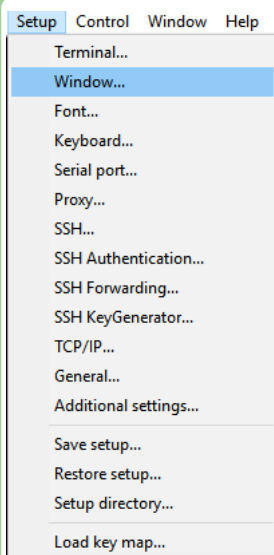 Setup Control Window Help
Terminal...
Window...
Font...
Keyboard...
Serial port...
Proxy...
SSH...
SSH Authentication...
SSH Forwarding...
SSH KeyGenerator...
TCP/IP...
General...
Additional settings...
Save setup...
Restore setup...
Setup directory...
Load key map...